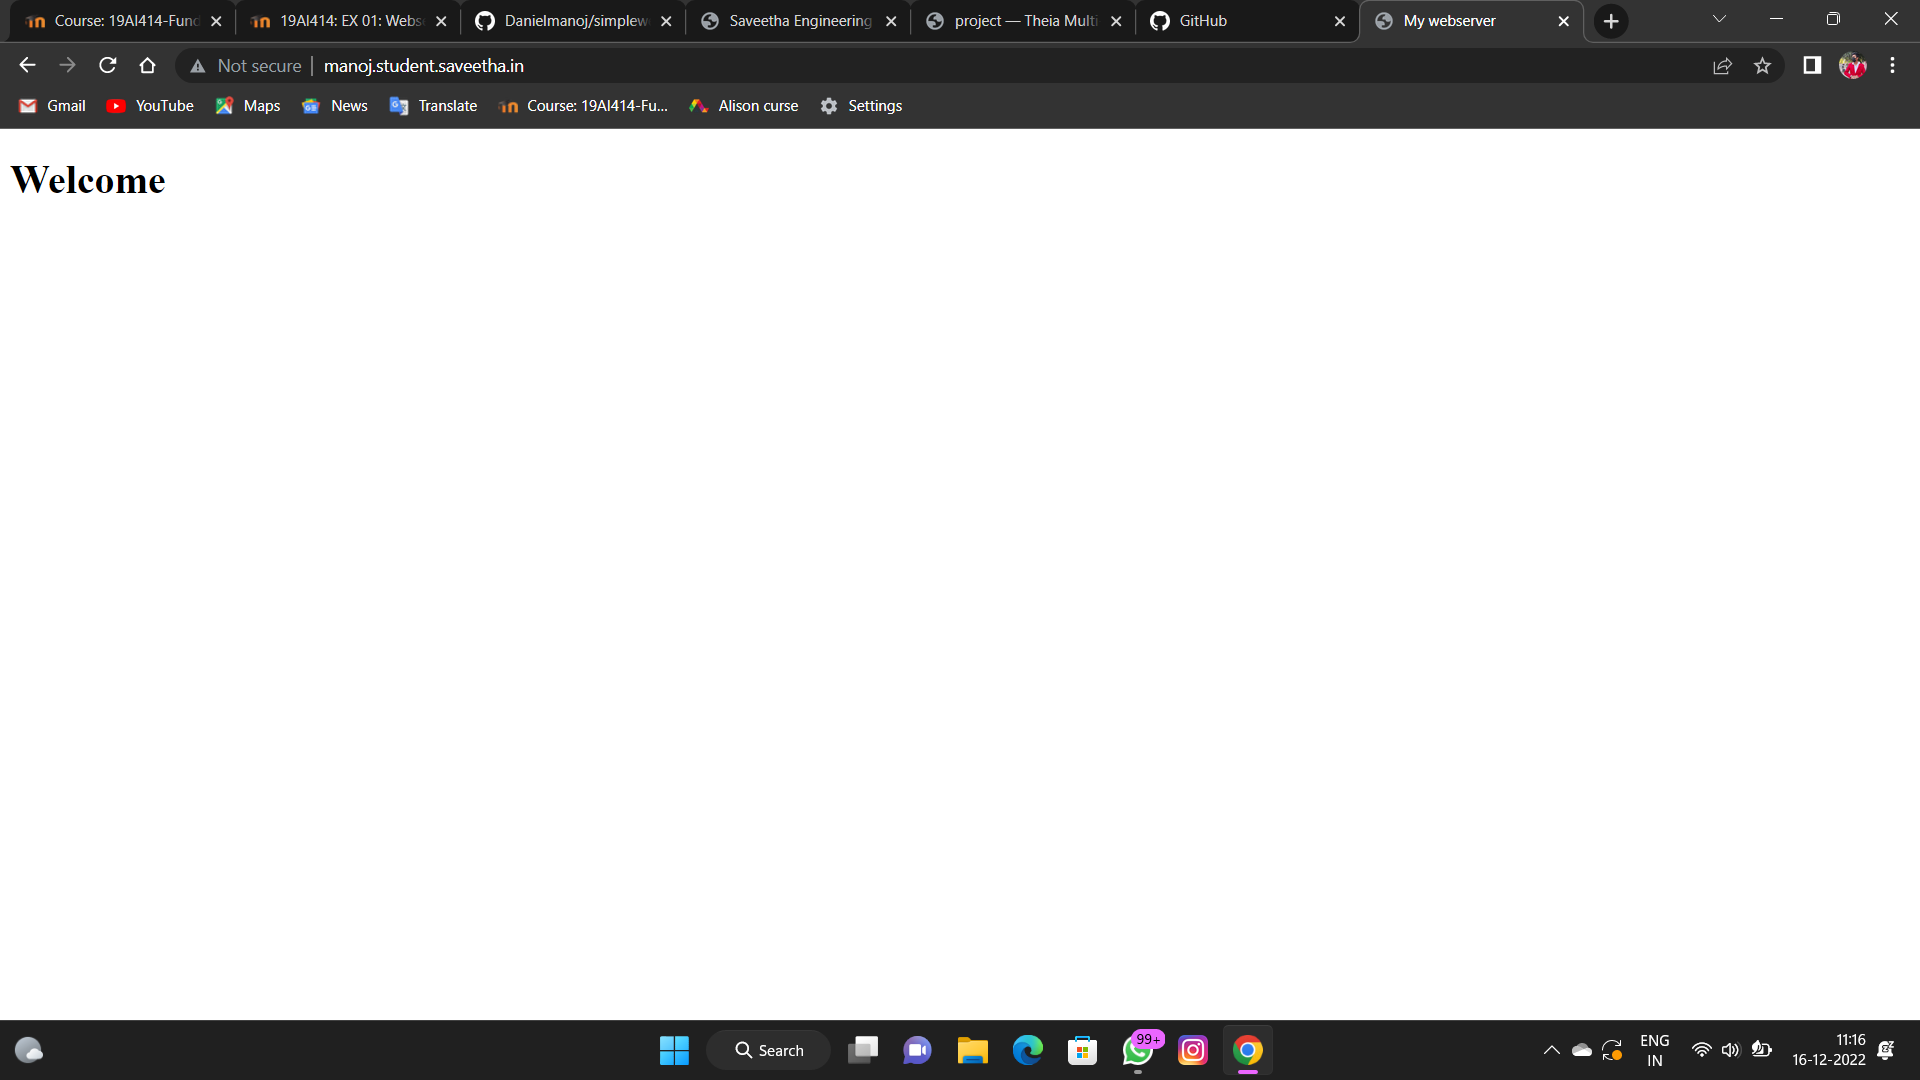 Course: 19AI414-Fund
19AI414: EX 01: Webse
Danielmanoj/simplew
Saveetha Engineering
project — Theia Multi
GitHub
My webserver
Not secure | manoj.student.saveetha.in
Gmail
YouTube
Maps
News
Translate
Course: 19AI414-Fu...
Alison curse
Settings
Welcome
Search
99+
ENG
IN
11:16
16-12-2022